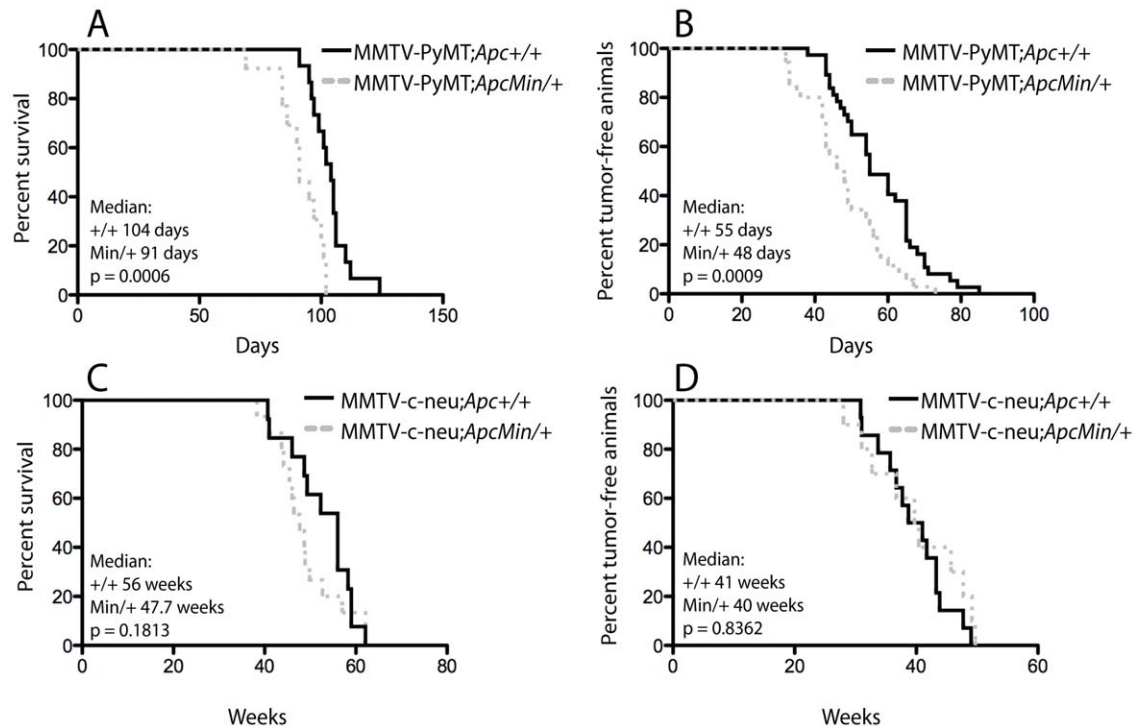 A
MMTV-PyMT;Apc+/+
MMTV-PyMT;ApcMin/+
Percent survival
100
80
60
40
20
0
Median:
+/+ 104 days
Min/+ 91 days
p = 0.0006
0 50 100 150
Days
B
MMTV-PyMT;Apc+/+
MMTV-PyMT;ApcMin/+
Percent tumor-free animals
100
80
60
40
20
0
Median:
+/+ 55 days
Min/+ 48 days
p = 0.0009
0 20 40 60 80 100
Days
C
MMTV-c-neu;Apc+/+
MMTV-c-neu;ApcMin/+
Percent survival
100
80
60
40
20
0
Median:
+/+ 56 weeks
Min/+ 47.7 weeks
p = 0.1813
0 20 40 60 80
Weeks
D
MMTV-c-neu;Apc+/+
MMTV-c-neu;ApcMin/+
Percent tumor-free animals
100
80
60
40
20
0
Median:
+/+ 41 weeks
Min/+ 40 weeks
p = 0.8362
0 20 40 60
Weeks